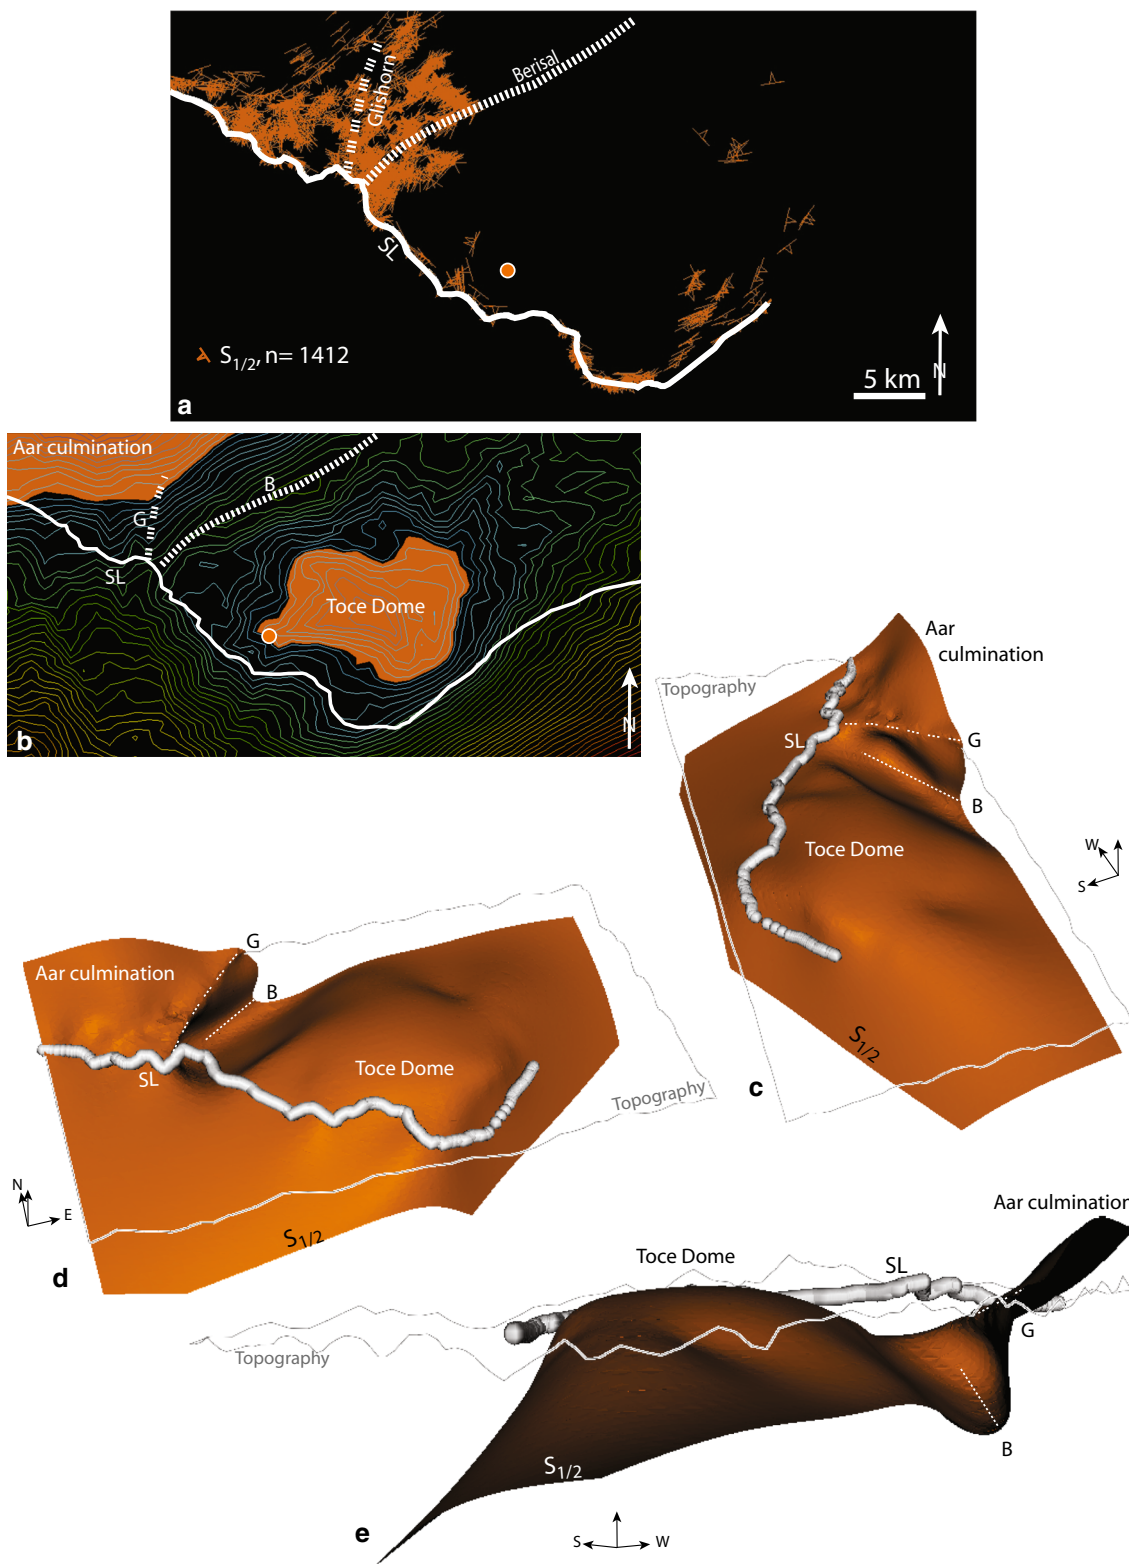 Glishorn
Berisal
SL
S1/2, n= 1412
5 km
N
a
Aar culmination
B
G
SL
Toce Dome
N
b
Aar
culmination
Topography
SL
G
B
Toce Dome
W
S
S1/2
c
Aar culmination
G
B
SL
Toce Dome
Topography
N
E
S1/2
d
Aar culmination
Toce Dome
SL
G
Topography
B
S1/2
S
W
e